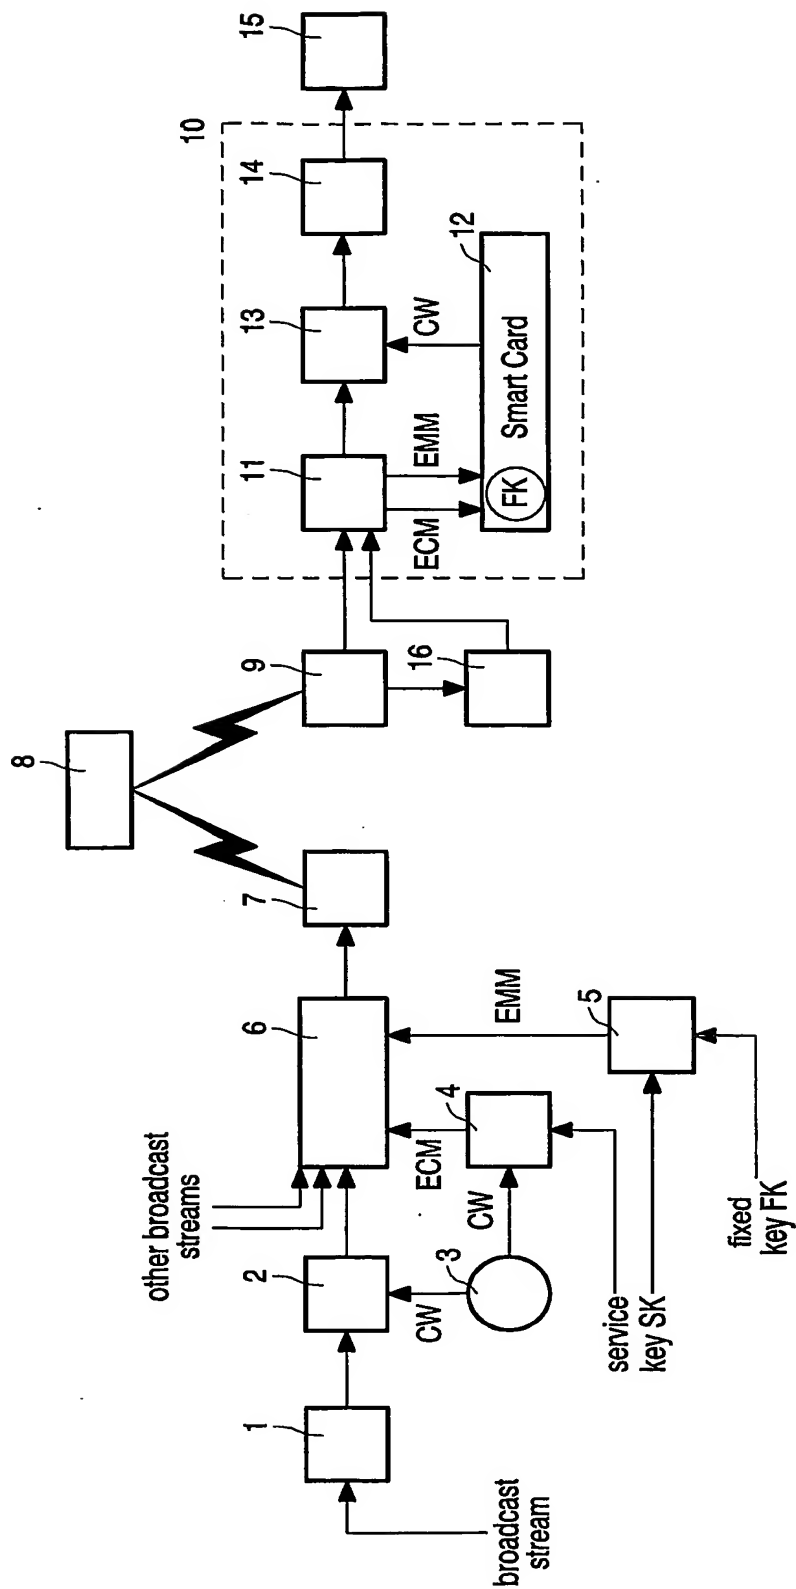 broadcast
stream
1
2
CW
3
CW
other broadcast
streams
service
key SK
fixed
key FK
ECM
4
EMM
5
6
7
8
9
16
10
11
ECM
EMM
FK
Smart Card
12
CW
13
14
15